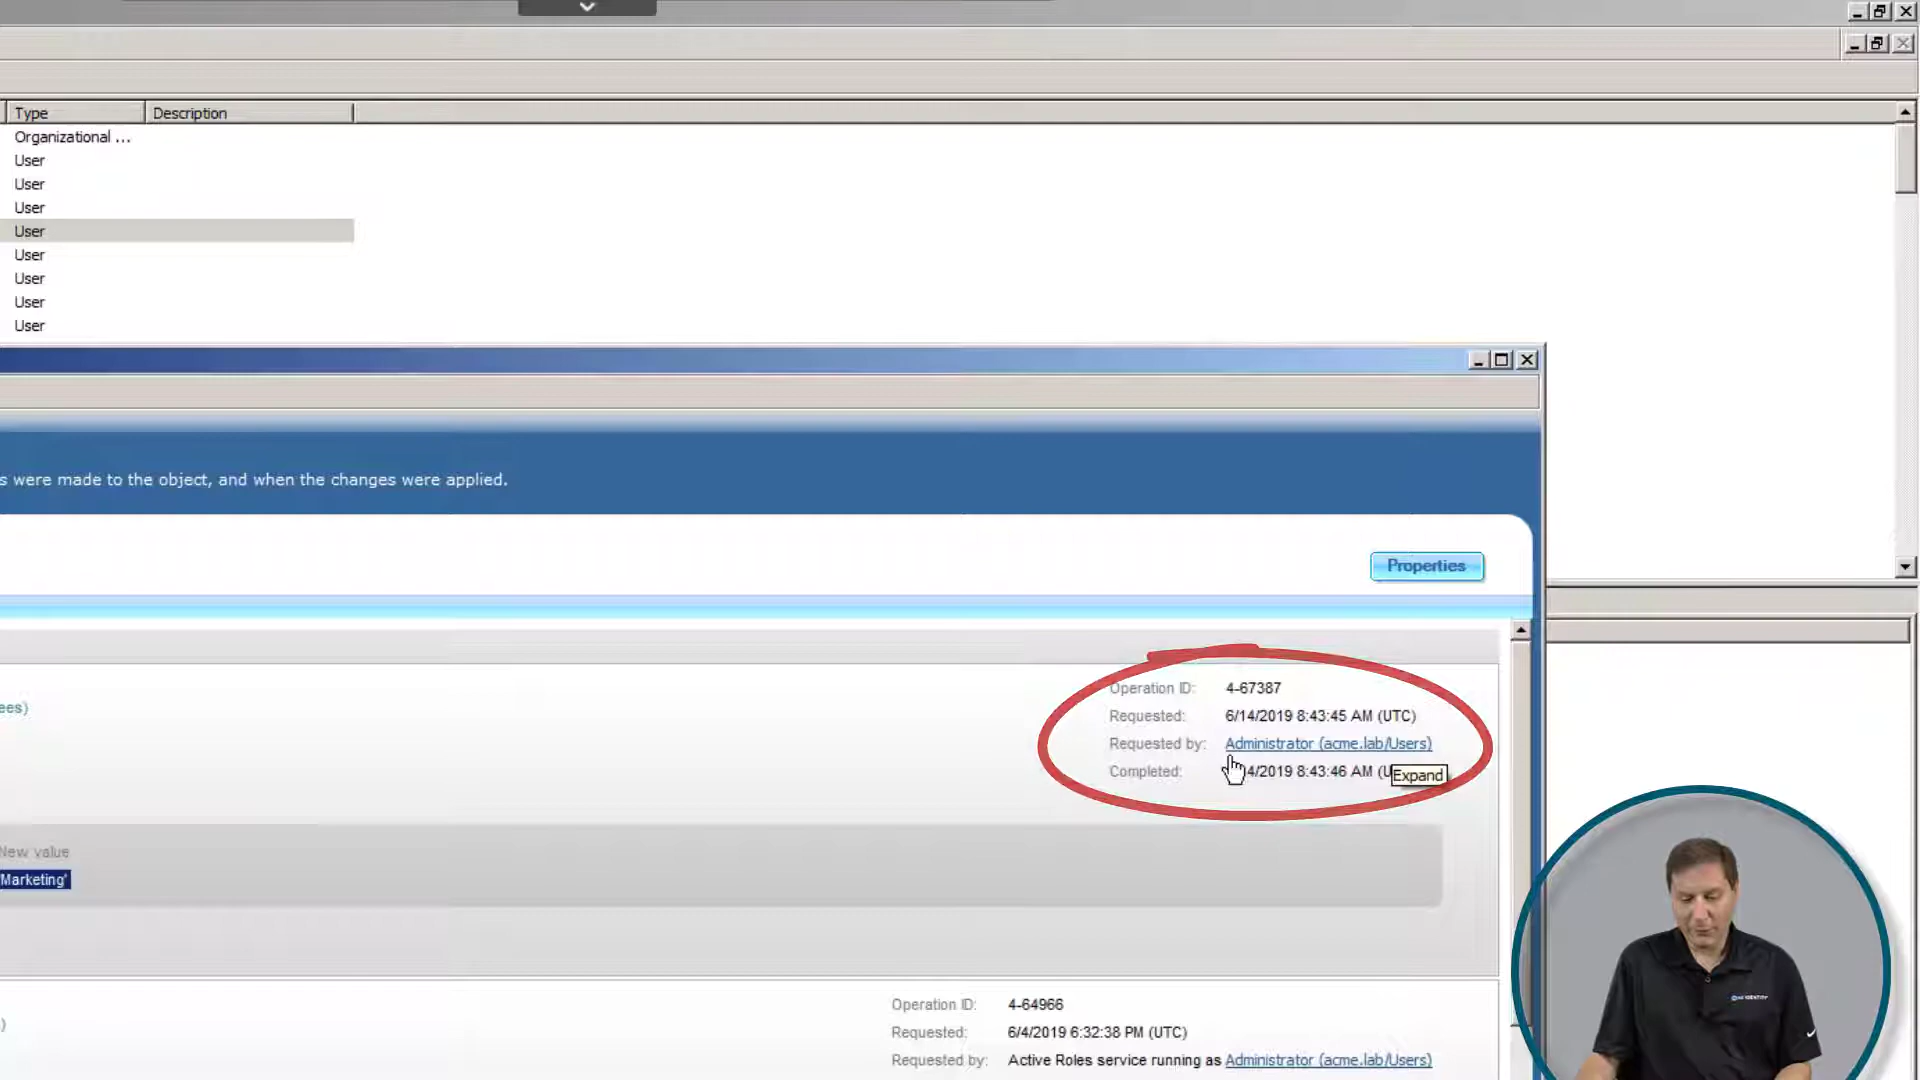 Type Description
Organizational ...
User
User
User
User
User
User
User
User
s were made to the object, and when the changes were applied.
Properties
Operation ID: 4-67387
ees)
Requested: 6/14/2019 8:43:45 AM (UTC)
Requested by: Administrator (acme.lab/Users)
Completed: 4/2019 8:43:46 AM (U
Expand
New value
'Marketing'
Operation ID: 4-64966
)
Requested: 6/4/2019 6:32:38 PM (UTC)
Requested by: Active Roles service running as Administrator (acme.lab/Users)